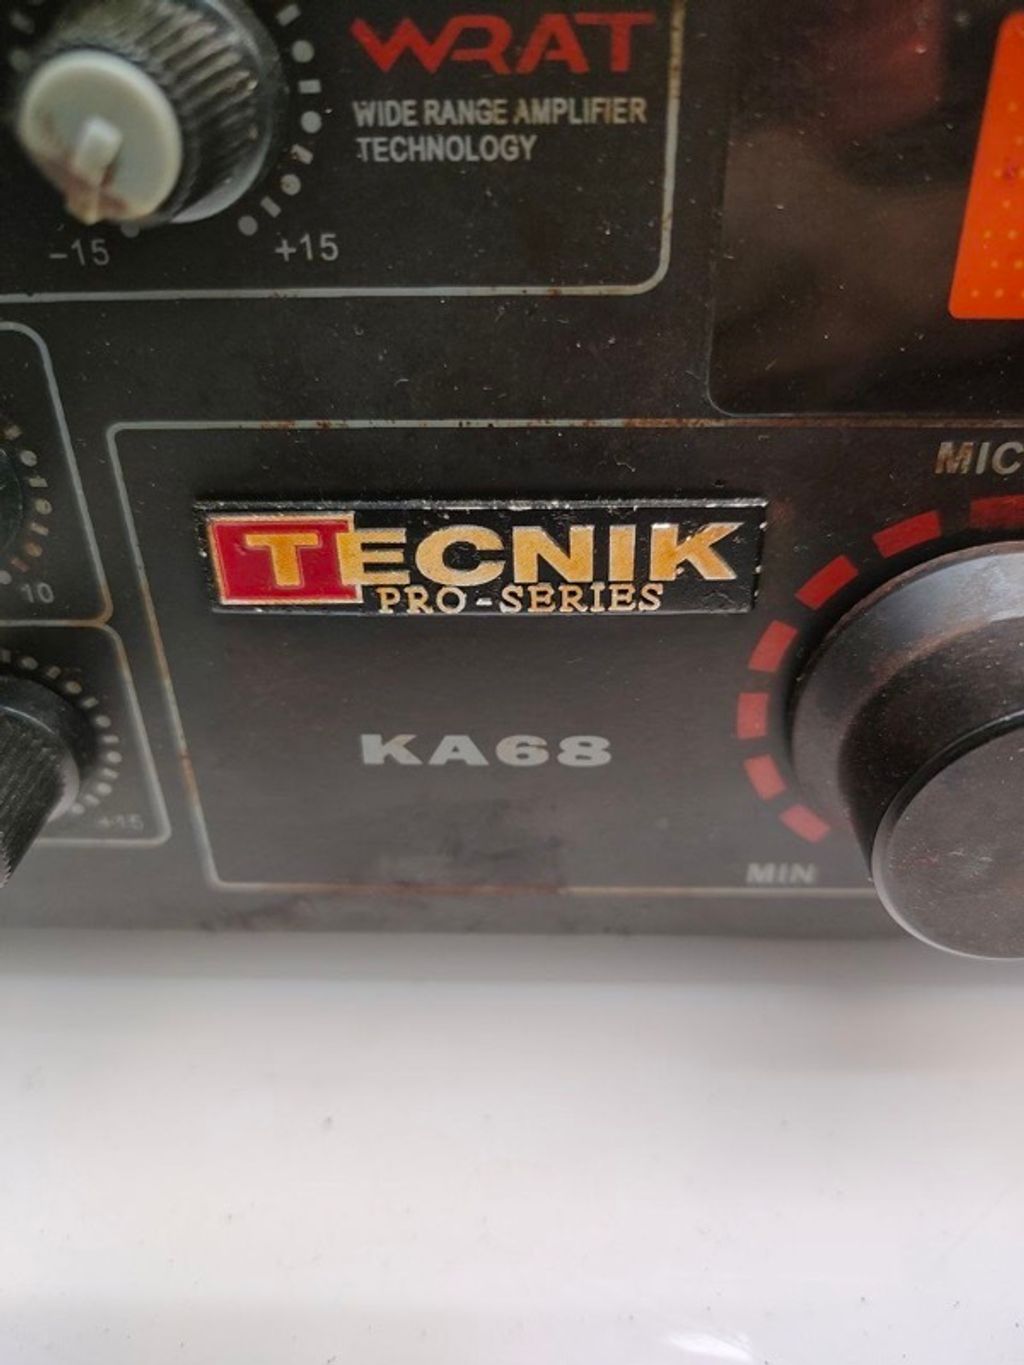 WRAT
WIDE RANGE AMPLIFIER
TECHNOLOGY
-15
+15
MIC
TECNIK
PRO-SERIES
10
KA68
+15
MIN